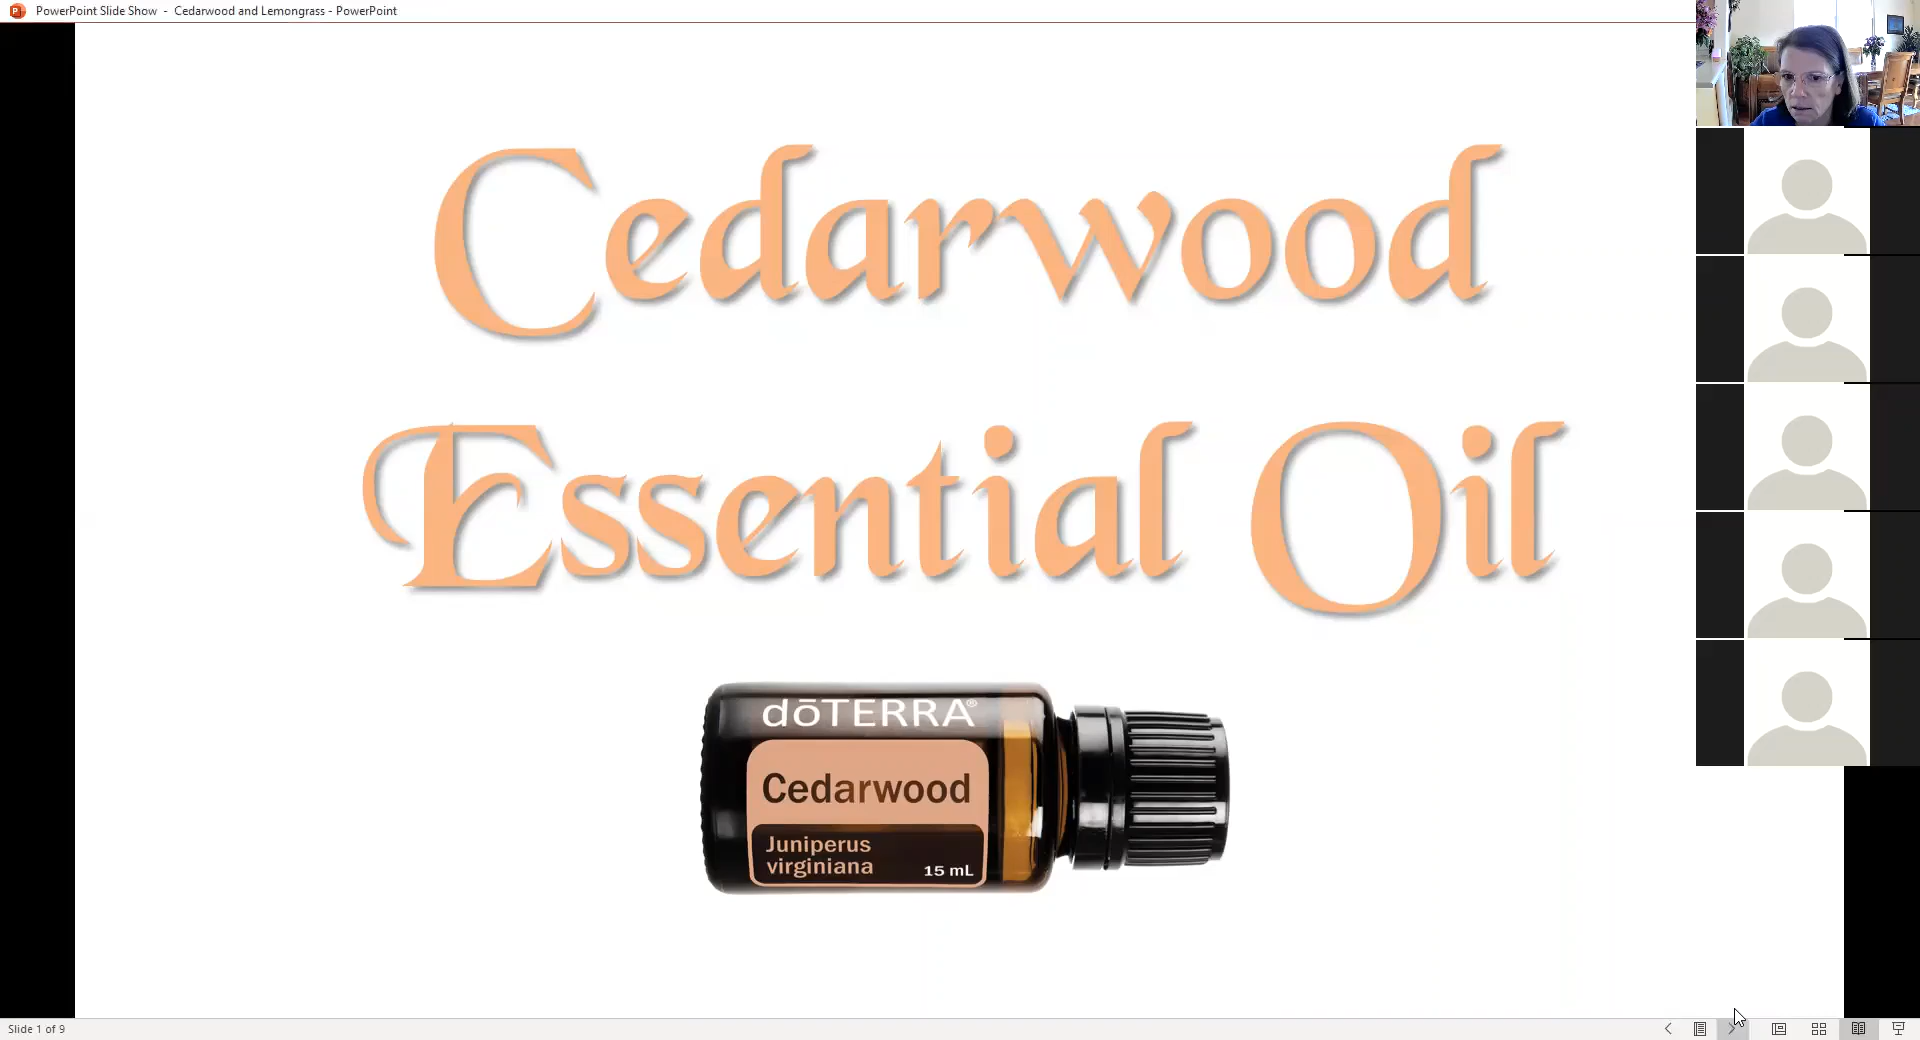 PowerPoint Slide Show - Cedarwood and Lemongrass - PowerPoint
Cedarwood
Essential Oil
dōTERRA®
Cedarwood
Juniperus
virginiana
15 mL
Slide 1 of 9